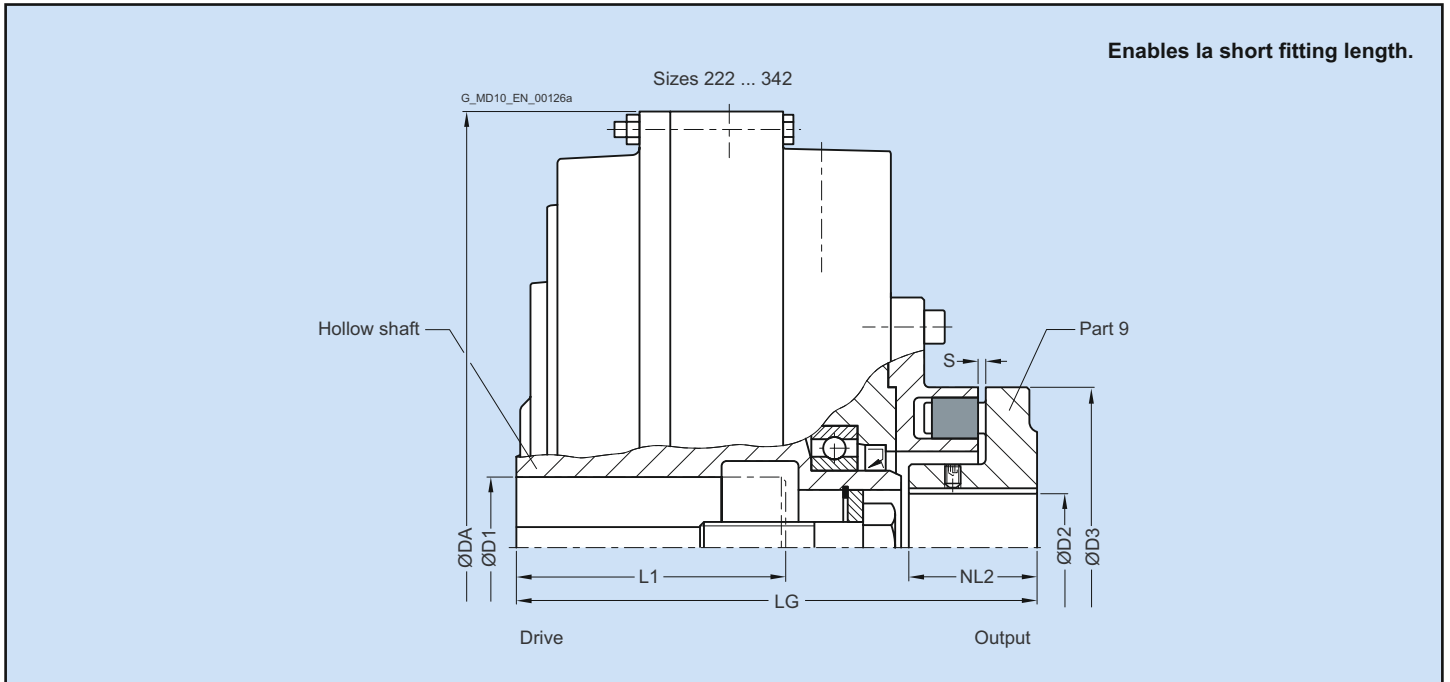 Enables la short fitting length.
Sizes 222 ... 342
G_MD10_EN_00126a
Hollow shaft
Part 9
S
ØDA
ØD1
ØD2
ØD3
L1
NL2
LG
Drive
Output